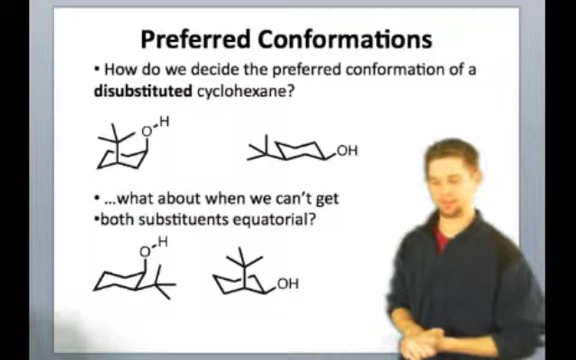 Preferred Conformations
• How do we decide the preferred conformation of a
disubstituted cyclohexane?
O-H
OH
• ...what about when we can't get
•both substituents equatorial?
O-H
OH